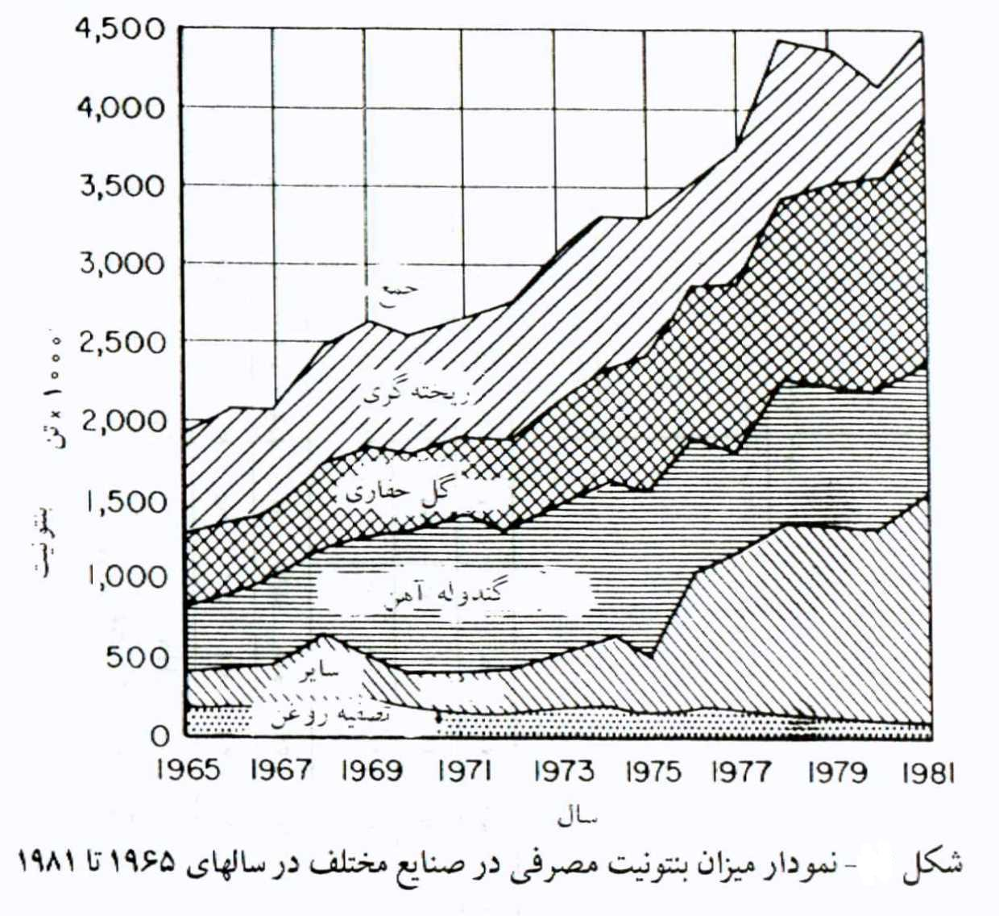 4,500
4,000
3,500
3,000
2,500
2,000
1,500
1,000
500
0
بنتونیت تن × ۱۰۰۰
جمع
ریخته گری
گل حفاری
گندوله آهن
سایر
تصفیه روغن
1965 1967 1969 1971 1973 1975 1977 1979 1981
سال
شکل - نمودار میزان بنتونیت مصرفی در صنایع مختلف در سالهای ۱۹۶۵ تا ۱۹۸۱